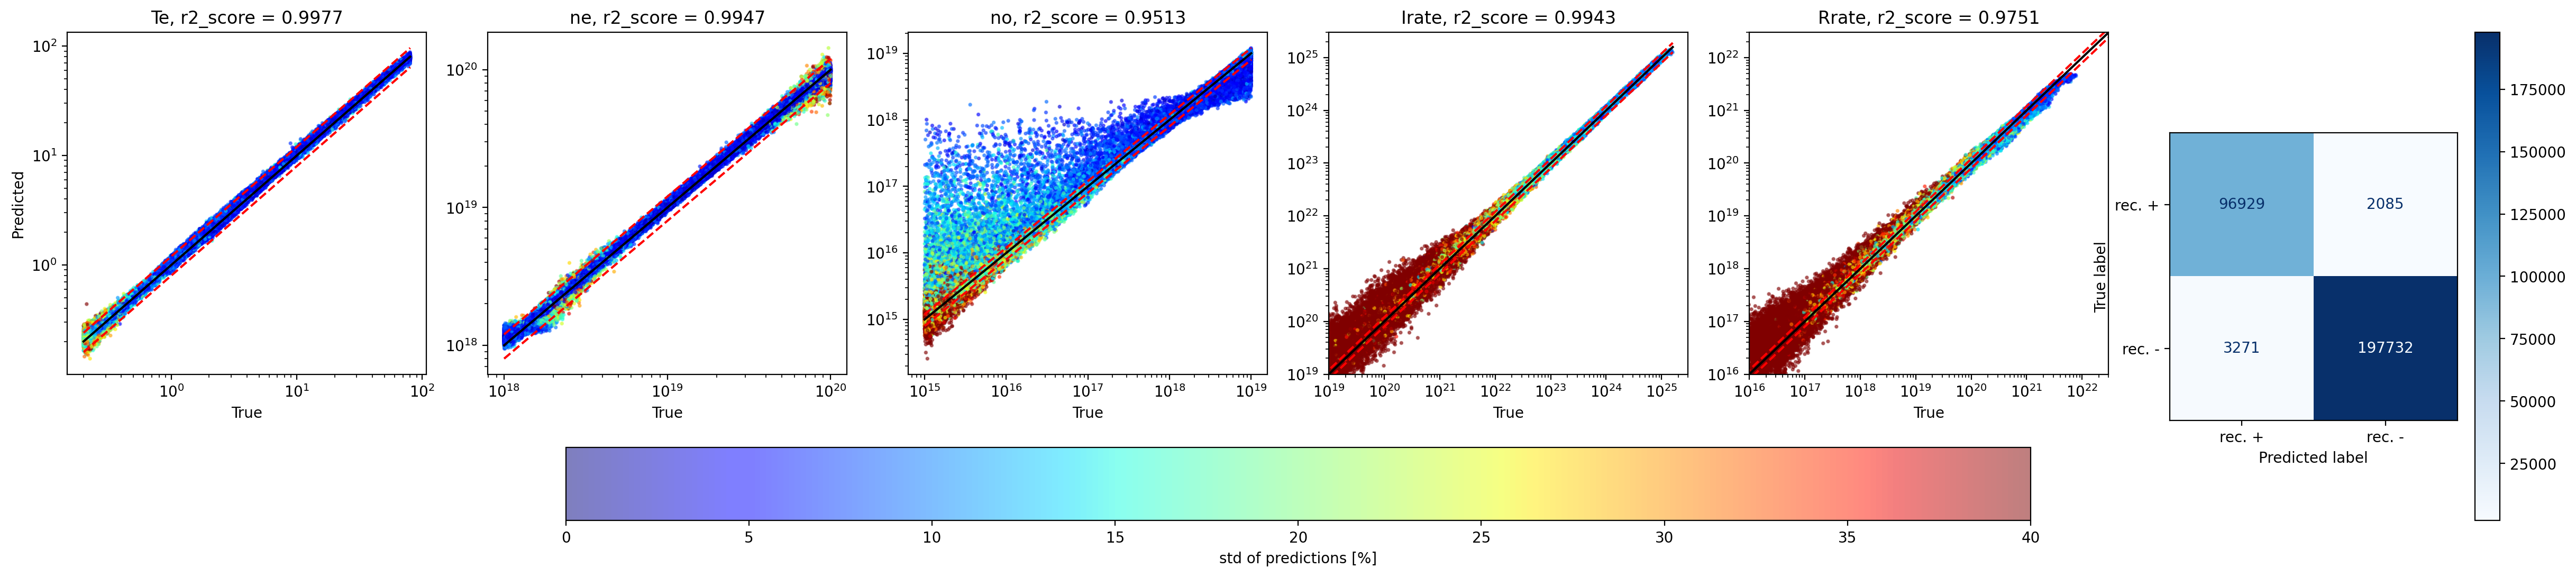 Te, r2_score = 0.9977
Predicted
10²
10¹
10⁰
10⁰ 10¹ 10²
True
ne, r2_score = 0.9947
10²⁰
10¹⁹
10¹⁸
10¹⁸ 10¹⁹ 10²⁰
True
no, r2_score = 0.9513
10¹⁹
10¹⁸
10¹⁷
10¹⁶
10¹⁵
10¹⁵ 10¹⁶ 10¹⁷ 10¹⁸ 10¹⁹
True
Irate, r2_score = 0.9943
10²⁵
10²⁴
10²³
10²²
10²¹
10²⁰
10¹⁹
10¹⁹ 10²⁰ 10²¹ 10²² 10²³ 10²⁴ 10²⁵
True
Rrate, r2_score = 0.9751
10²²
10²¹
10²⁰
10¹⁹
10¹⁸
10¹⁷
10¹⁶
10¹⁶ 10¹⁷ 10¹⁸ 10¹⁹ 10²⁰ 10²¹ 10²²
True
True label
rec. + 96929 2085
rec. - 3271 197732
rec. + rec. -
Predicted label
175000
150000
125000
100000
75000
50000
25000
0 5 10 15 20 25 30 35 40
std of predictions [%]